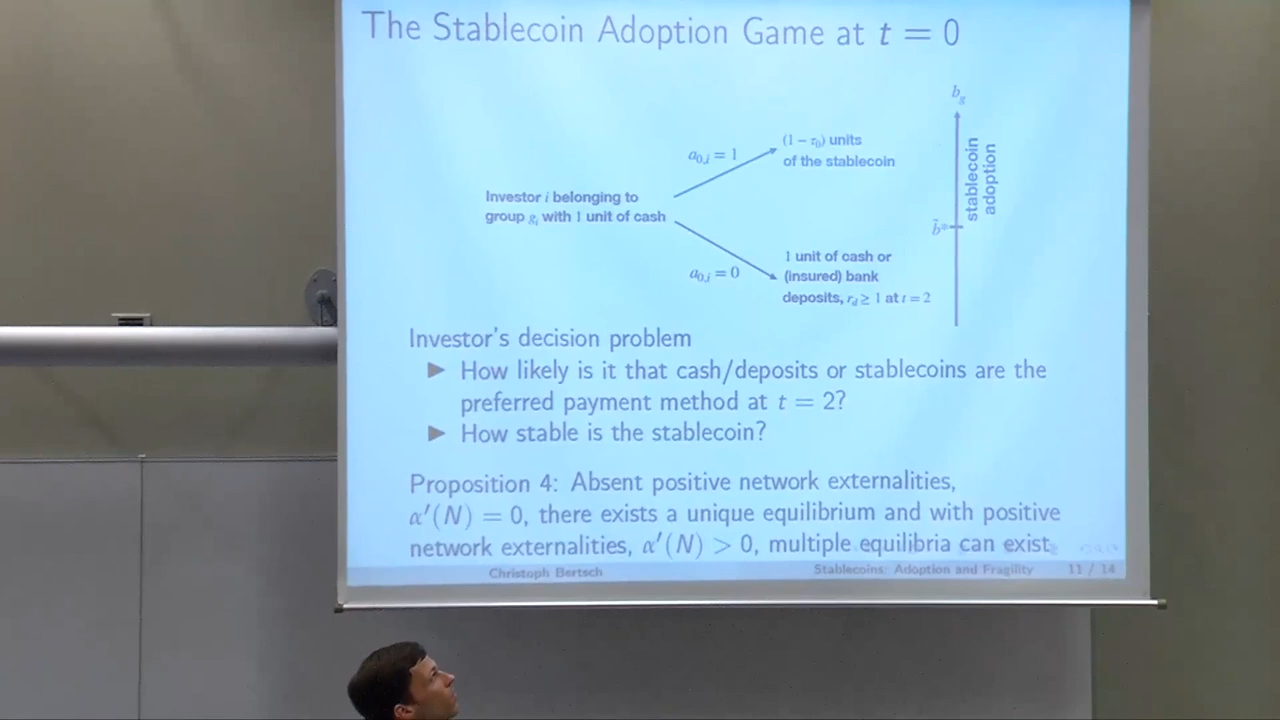 The Stablecoin Adoption Game at t = 0
b_g
a_{0,i} = 1
(1 − τ_0) units
of the stablecoin
stablecoin
adoption
Investor i belonging to
group g_i with 1 unit of cash
b̃*
a_{0,i} = 0
1 unit of cash or
(insured) bank
deposits, r_d ≥ 1 at t = 2
Investor's decision problem
▶ How likely is it that cash/deposits or stablecoins are the
preferred payment method at t = 2?
▶ How stable is the stablecoin?
Proposition 4: Absent positive network externalities,
α′(N) = 0, there exists a unique equilibrium and with positive
network externalities, α′(N) > 0, multiple equilibria can exist.
Christoph Bertsch
Stablecoins: Adoption and Fragility
11 / 14